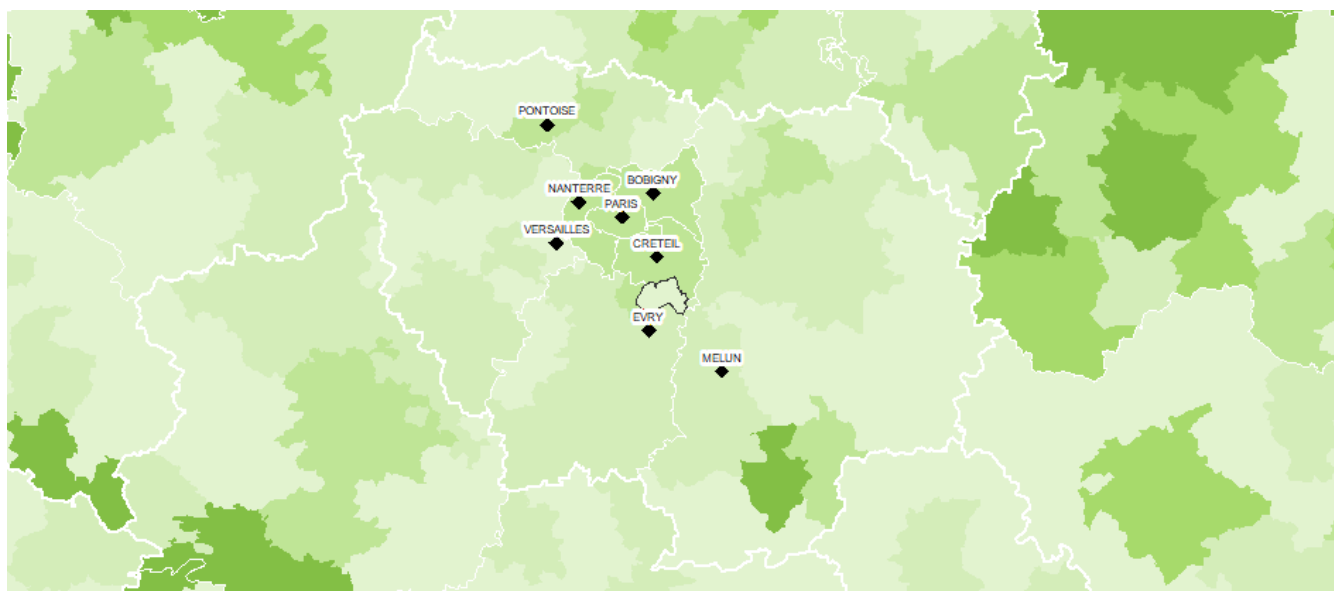 PONTOISE
BOBIGNY
NANTERRE
PARIS
VERSAILLES
CRETEIL
EVRY
MELUN